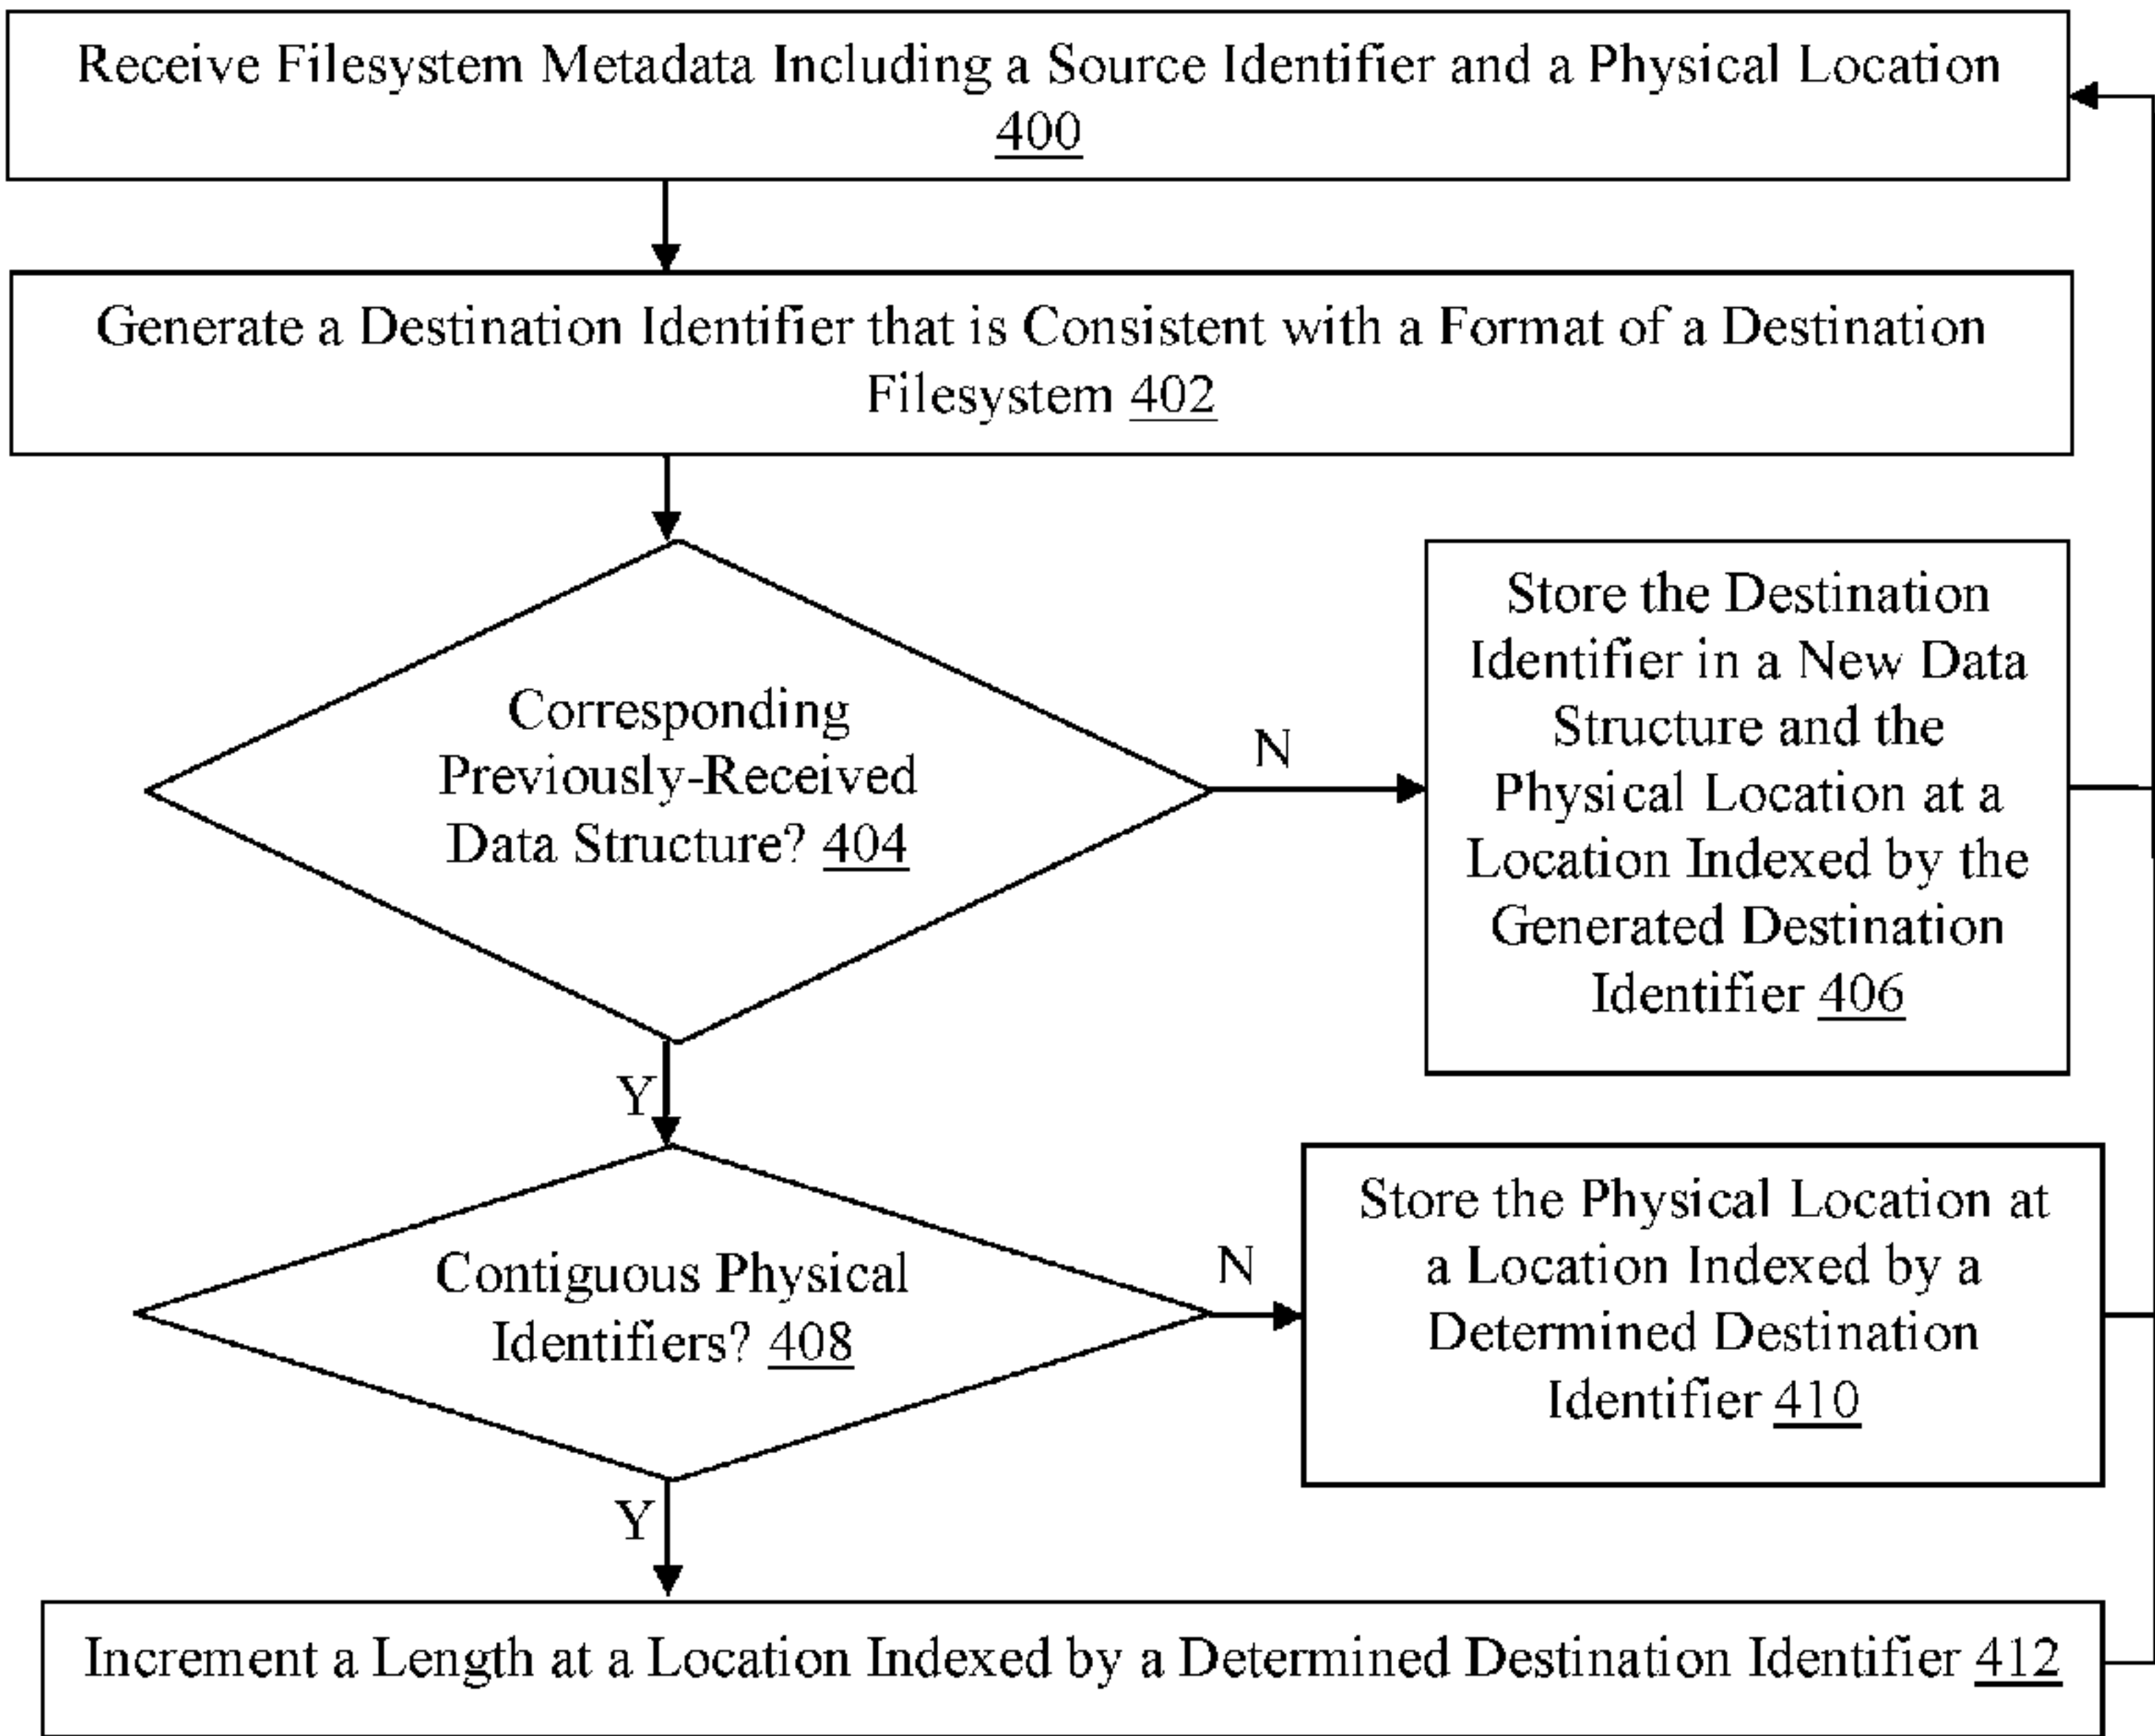 Receive Filesystem Metadata Including a Source Identifier and a Physical Location
400
Generate a Destination Identifier that is Consistent with a Format of a Destination
Filesystem 402
Corresponding
Previously-Received
Data Structure? 404
N
Store the Destination
Identifier in a New Data
Structure and the
Physical Location at a
Location Indexed by the
Generated Destination
Identifier 406
Y
Contiguous Physical
Identifiers? 408
N
Store the Physical Location at
a Location Indexed by a
Determined Destination
Identifier 410
Y
Increment a Length at a Location Indexed by a Determined Destination Identifier 412